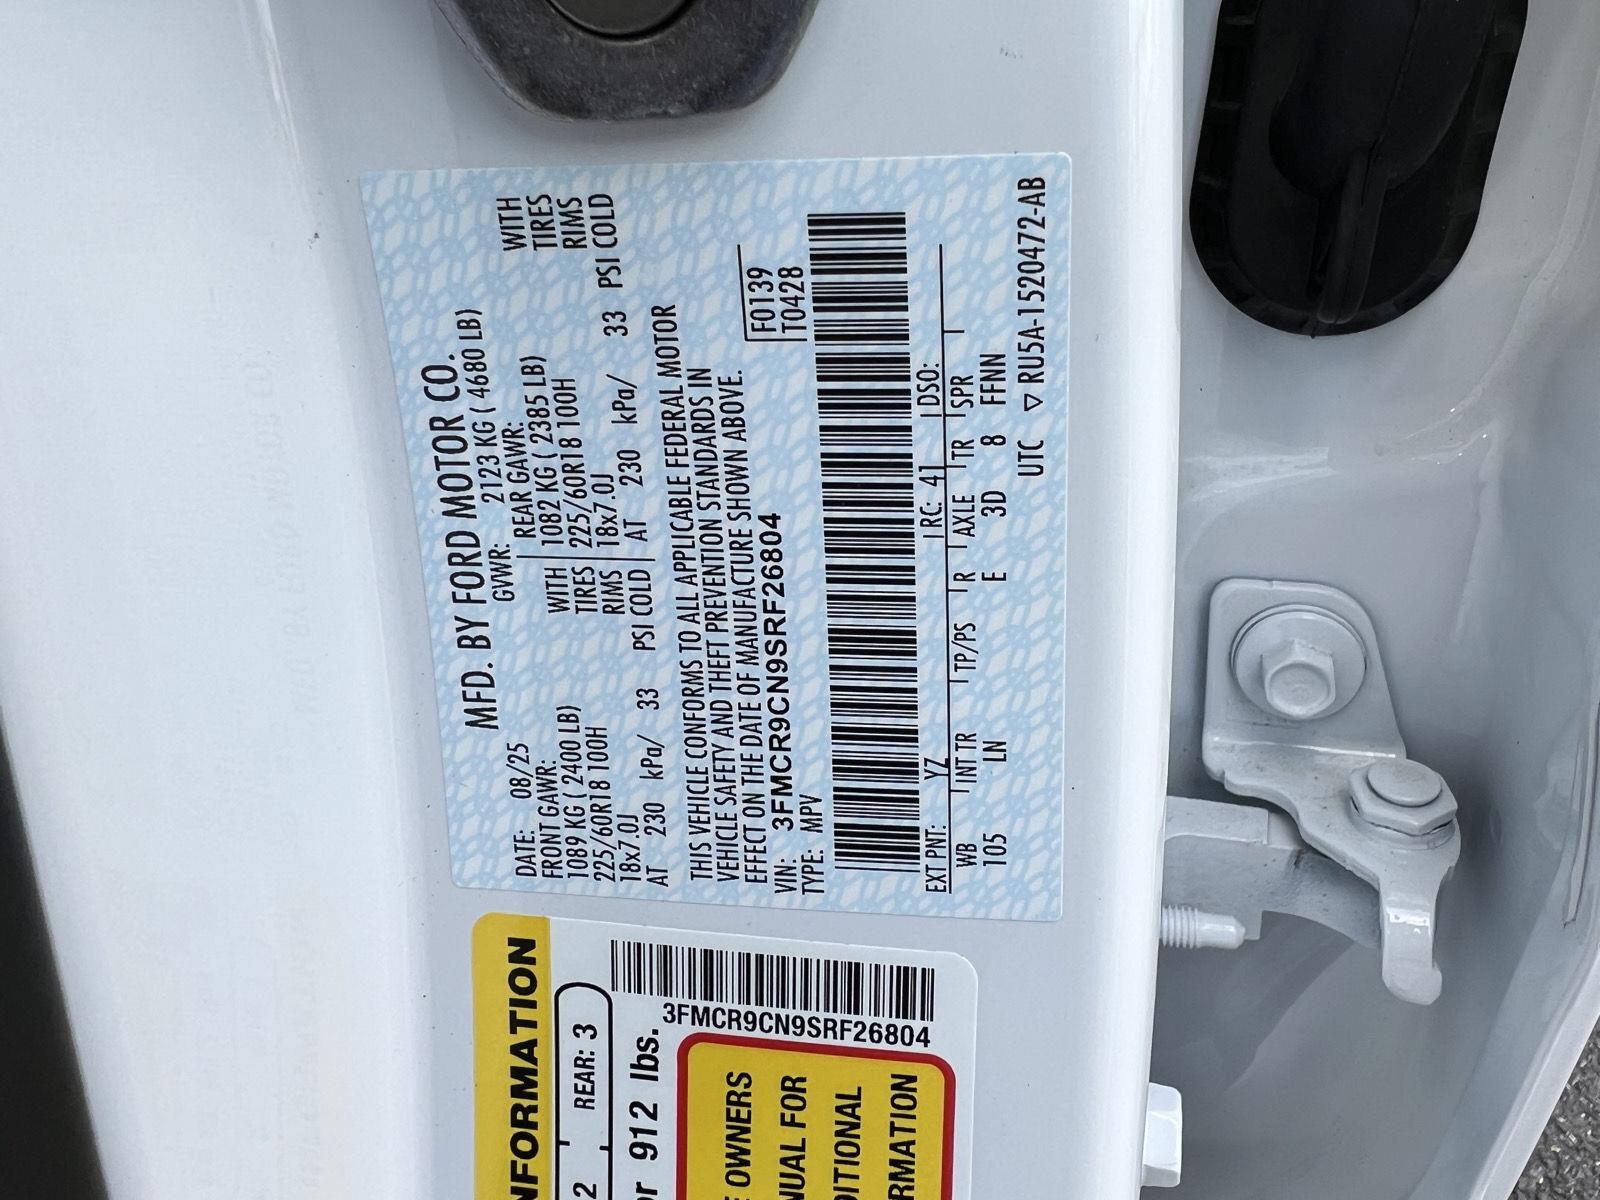 MFD. BY FORD MOTOR CO.
DATE: 08/25 GVWR: 2123 KG ( 4680 LB)
FRONT GAWR: REAR GAWR:
1089 KG ( 2400 LB) WITH 1082 KG ( 2385 LB) WITH
225/60R18 100H TIRES 225/60R18 100H TIRES
18x7.0J RIMS 18x7.0J RIMS
AT 230 kPa/ 33 PSI COLD AT 230 kPa/ 33 PSI COLD
THIS VEHICLE CONFORMS TO ALL APPLICABLE FEDERAL MOTOR
VEHICLE SAFETY AND THEFT PREVENTION STANDARDS IN
EFFECT ON THE DATE OF MANUFACTURE SHOWN ABOVE.
VIN: 3FMCR9CN9SRF26804 F0139
TYPE: MPV T0428
EXT PNT: YZ RC: 41 DSO:
WB INT TR TP/PS R AXLE TR SPR
105 LN E 3D 8 FFNN
UTC ▽ RU5A-1520472-AB
NFORMATION
2 REAR: 3
or 912 lbs.
3FMCR9CN9SRF26804
OWNERS
NUAL FOR
DITIONAL
RMATION